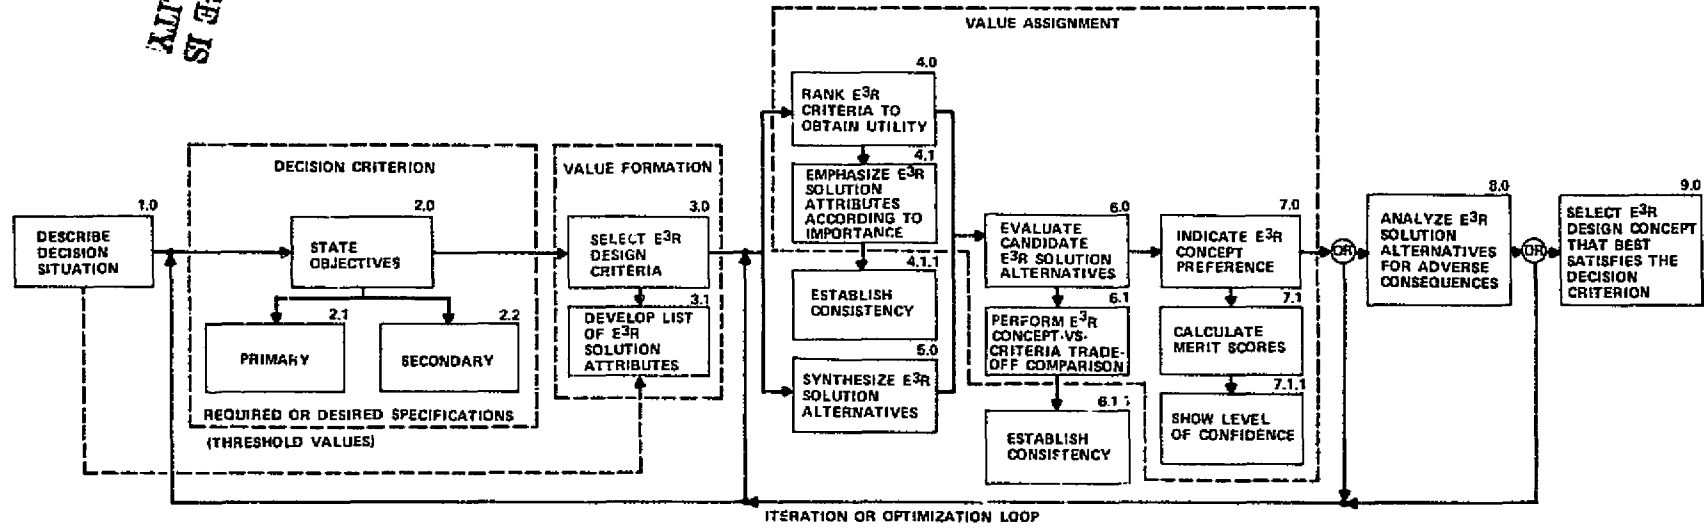 E IS
ITY
VALUE ASSIGNMENT
4.0
RANK E³R
CRITERIA TO
OBTAIN UTILITY
4.1
EMPHASIZE E³R
SOLUTION
ATTRIBUTES
ACCORDING TO
IMPORTANCE
4.1.1
ESTABLISH
CONSISTENCY
5.0
SYNTHESIZE E³R
SOLUTION
ALTERNATIVES
DECISION CRITERION
VALUE FORMATION
1.0
DESCRIBE
DECISION
SITUATION
2.0
STATE
OBJECTIVES
2.1
PRIMARY
2.2
SECONDARY
REQUIRED OR DESIRED SPECIFICATIONS
(THRESHOLD VALUES)
3.0
SELECT E³R
DESIGN
CRITERIA
3.1
DEVELOP LIST
OF E³R
SOLUTION
ATTRIBUTES
6.0
EVALUATE
CANDIDATE
E³R SOLUTION
ALTERNATIVES
6.1
PERFORM E³R
CONCEPT-VS-
CRITERIA TRADE-
OFF COMPARISON
6.1.1
ESTABLISH
CONSISTENCY
7.0
INDICATE E³R
CONCEPT
PREFERENCE
7.1
CALCULATE
MERIT SCORES
7.1.1
SHOW LEVEL
OF CONFIDENCE
OR
8.0
ANALYZE E³R
SOLUTION
ALTERNATIVES
FOR ADVERSE
CONSEQUENCES
OR
9.0
SELECT E³R
DESIGN CONCEPT
THAT BEST
SATISFIES THE
DECISION
CRITERION
ITERATION OR OPTIMIZATION LOOP